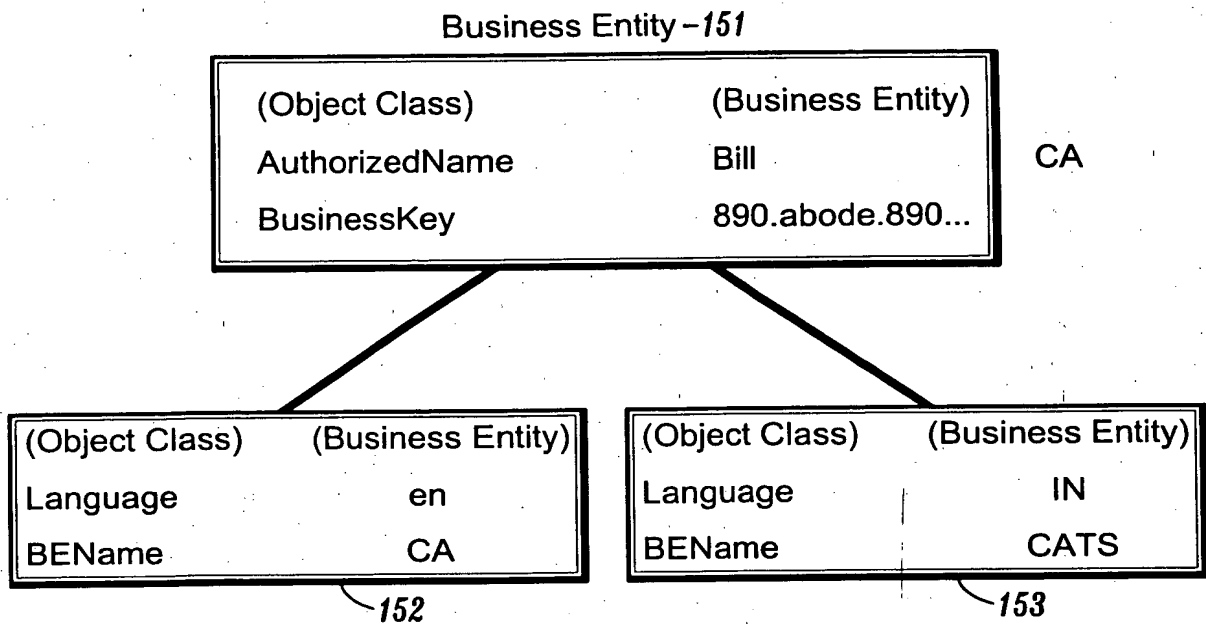 Business Entity -151
(Object Class) (Business Entity)
AuthorizedName Bill CA
BusinessKey 890.abode.890...
(Object Class) (Business Entity) (Object Class) (Business Entity)
Language en Language IN
BEName CA BEName CATS
152 153